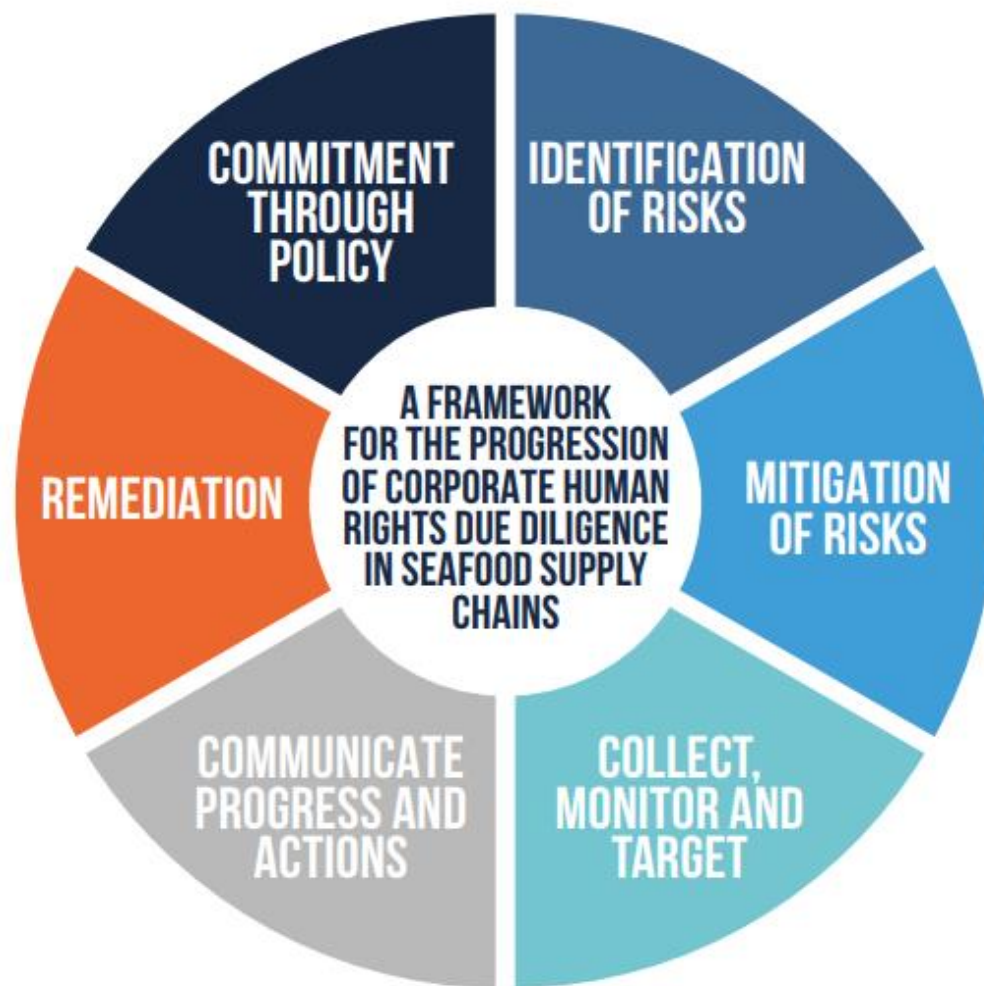 COMMITMENT
THROUGH
POLICY
IDENTIFICATION
OF RISKS
MITIGATION
OF RISKS
COLLECT,
MONITOR AND
TARGET
COMMUNICATE
PROGRESS AND
ACTIONS
REMEDIATION
A FRAMEWORK
FOR THE PROGRESSION
OF CORPORATE HUMAN
RIGHTS DUE DILIGENCE
IN SEAFOOD SUPPLY
CHAINS